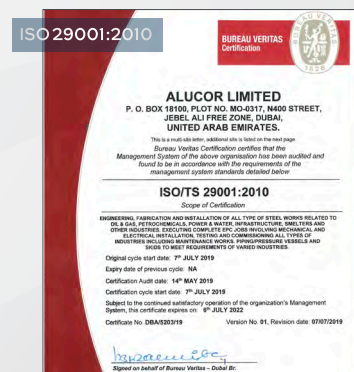 ISO 29001:2010
BUREAU VERITAS
Certification
BUREAU VERITAS
1828
ALUCOR LIMITED
P. O. BOX 18100, PLOT NO. MO-0317, N400 STREET,
JEBEL ALI FREE ZONE, DUBAI,
UNITED ARAB EMIRATES.
This is a multi-site letter, additional site is listed on the next page
Bureau Veritas Certification certifies that the
Management System of the above organisation has been audited and
found to be in accordance with the requirements of the
management system standards detailed below
ISO/TS 29001:2010
Scope of Certification
ENGINEERING, FABRICATION AND INSTALLATION OF ALL TYPE OF STEEL WORKS RELATED TO
OIL & GAS, PETROCHEMICALS, POWER & WATER, INFRASTRUCTURE, SMELTERS AND
OTHER INDUSTRIES. EXECUTING COMPLETE EPC JOBS INVOLVING MECHANICAL AND
ELECTRICAL INSTALLATION, TESTING AND COMMISSIONING ALL TYPES OF
INDUSTRIES INCLUDING MAINTENANCE WORKS. PIPING/PRESSURE VESSELS AND
SKIDS TO MEET REQUIREMENTS OF VARIED INDUSTRIES.
Original cycle start date: 7th JULY 2019
Expiry date of previous cycle: NA
Certification Audit date: 14th MAY 2019
Certification cycle start date: 7th JULY 2019
Subject to the continued satisfactory operation of the organization's Management
System, this certificate expires on: 6th JULY 2022
Certificate No. DBA/5203/19 Version No. 01, Revision date: 07/07/2019
Signed on behalf of Bureau Veritas – Dubai Br.